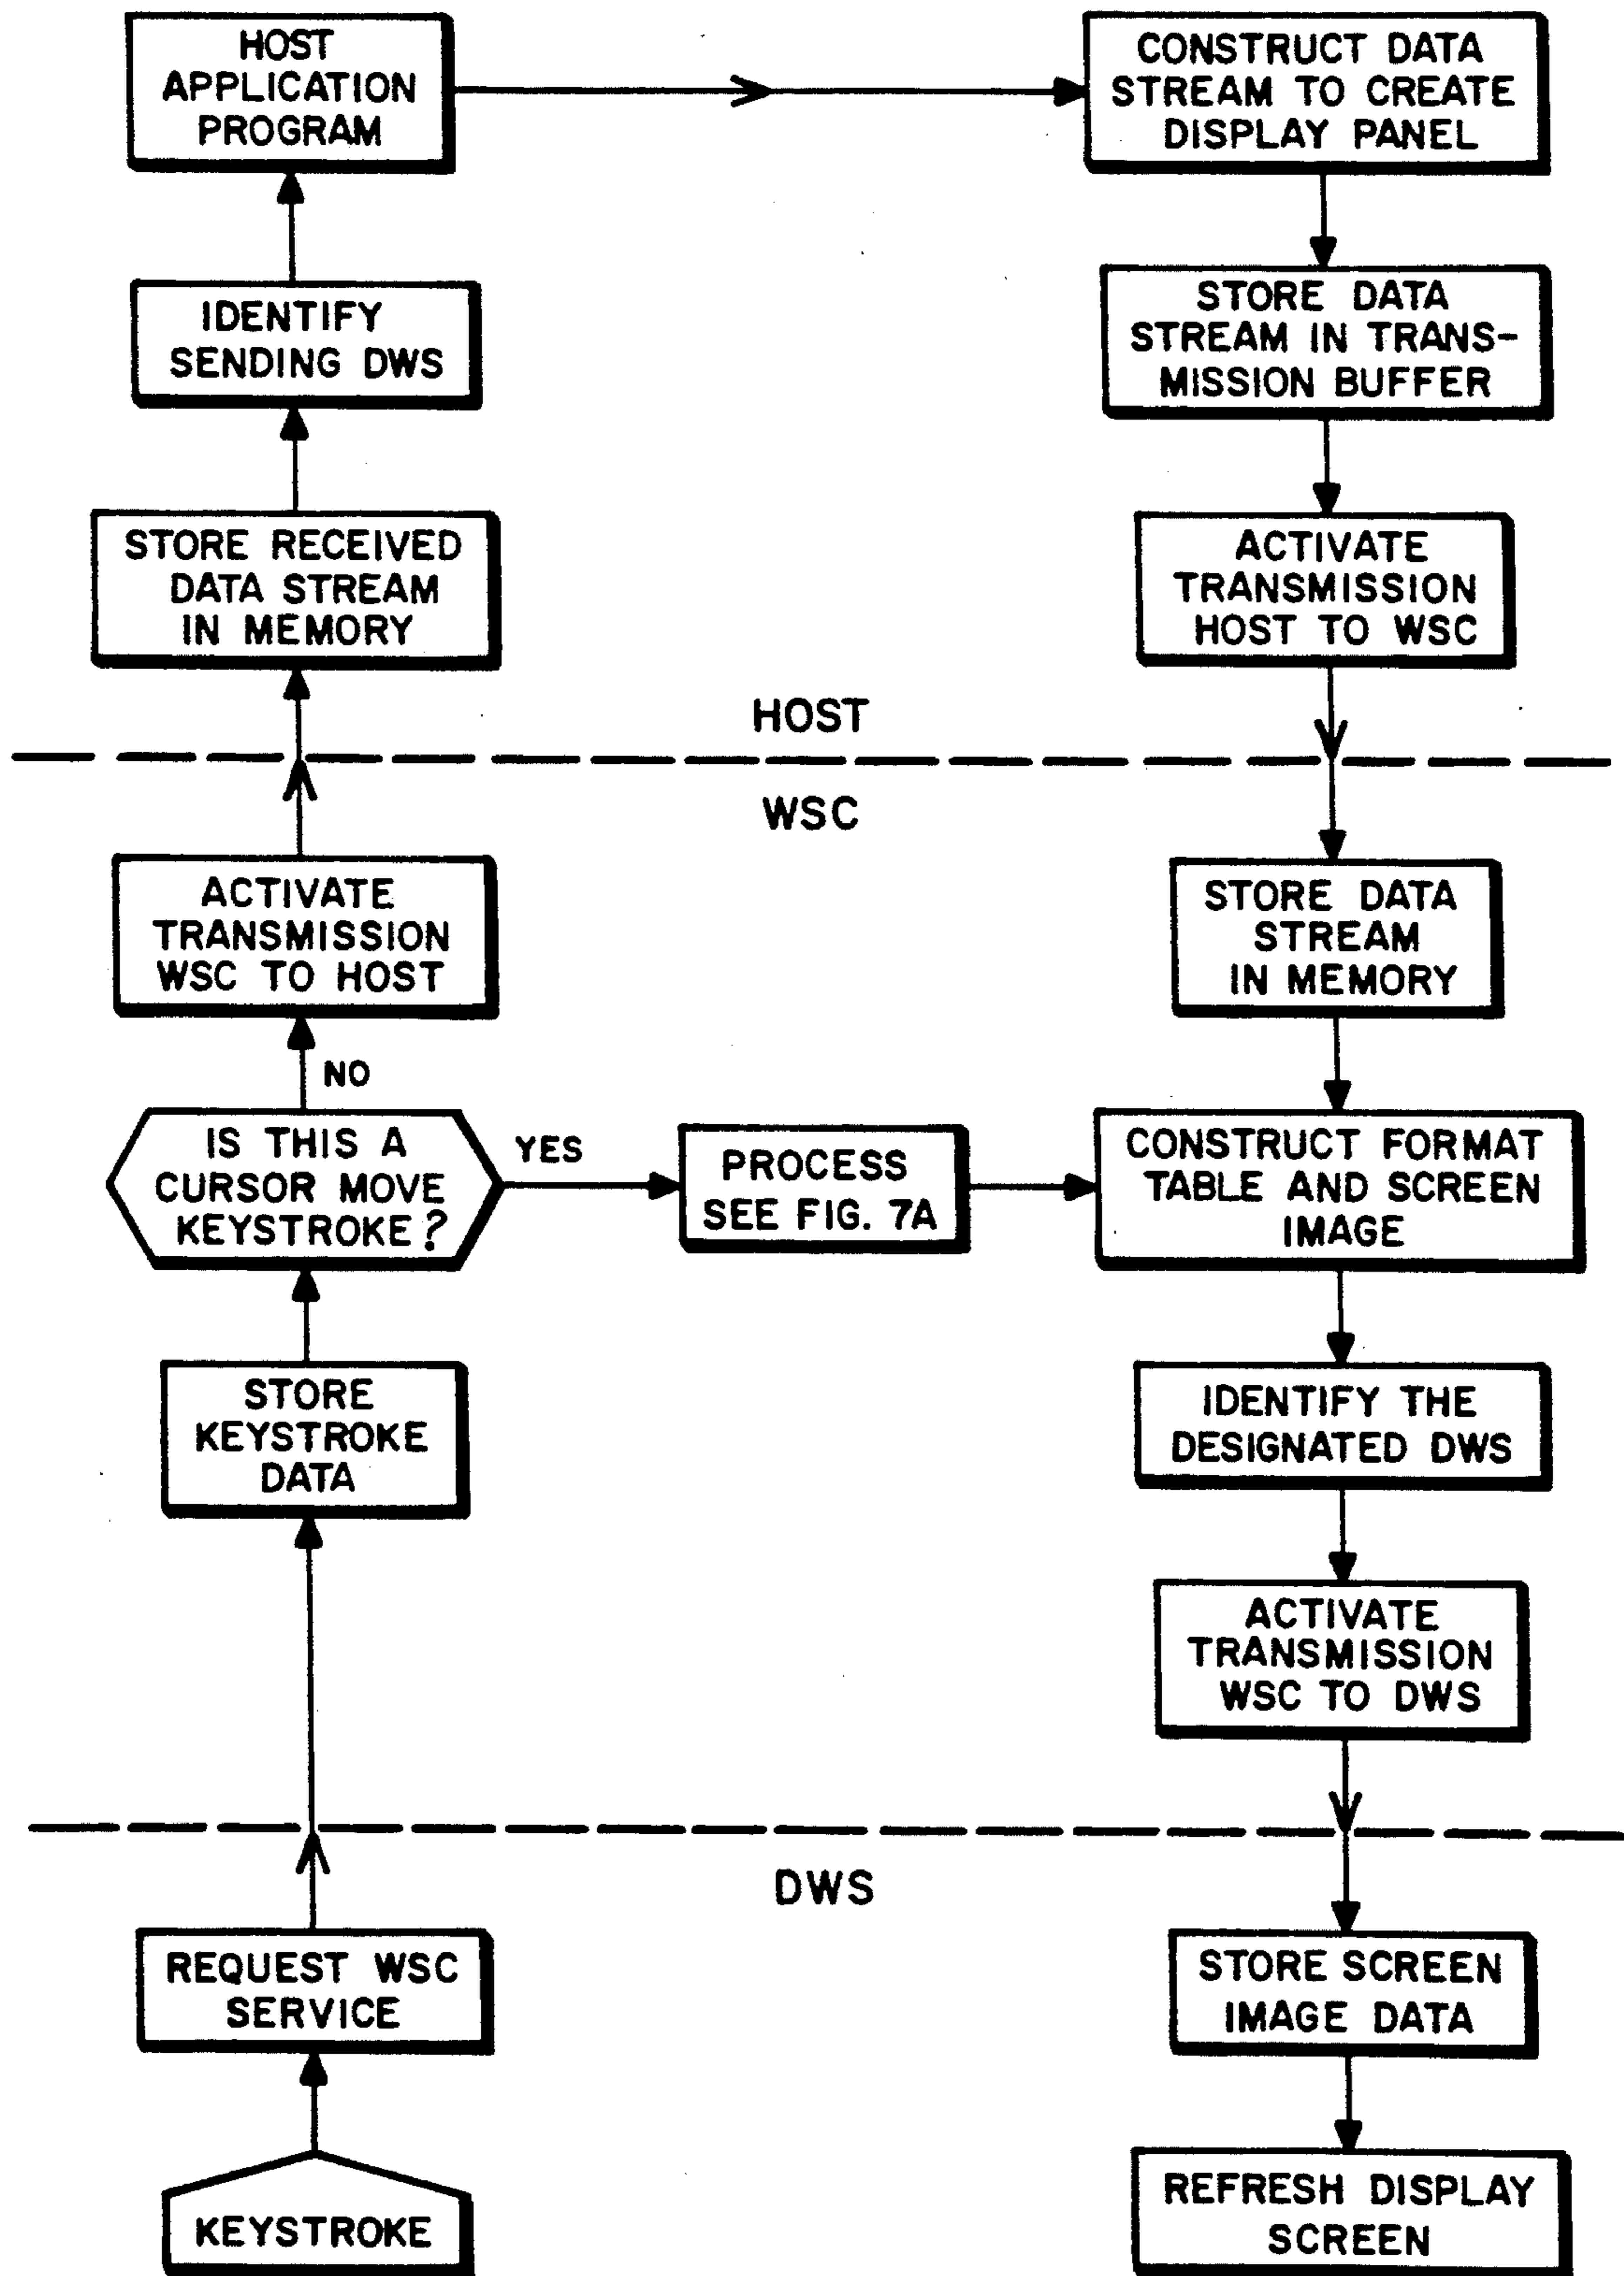 HOST
APPLICATION
PROGRAM
CONSTRUCT DATA
STREAM TO CREATE
DISPLAY PANEL
IDENTIFY
SENDING DWS
STORE DATA
STREAM IN TRANS-
MISSION BUFFER
STORE RECEIVED
DATA STREAM
IN MEMORY
ACTIVATE
TRANSMISSION
HOST TO WSC
HOST
WSC
ACTIVATE
TRANSMISSION
WSC TO HOST
STORE DATA
STREAM
IN MEMORY
NO
IS THIS A
CURSOR MOVE
KEYSTROKE?
YES
PROCESS
SEE FIG. 7A
CONSTRUCT FORMAT
TABLE AND SCREEN
IMAGE
STORE
KEYSTROKE
DATA
IDENTIFY THE
DESIGNATED DWS
ACTIVATE
TRANSMISSION
WSC TO DWS
DWS
REQUEST WSC
SERVICE
STORE SCREEN
IMAGE DATA
KEYSTROKE
REFRESH DISPLAY
SCREEN